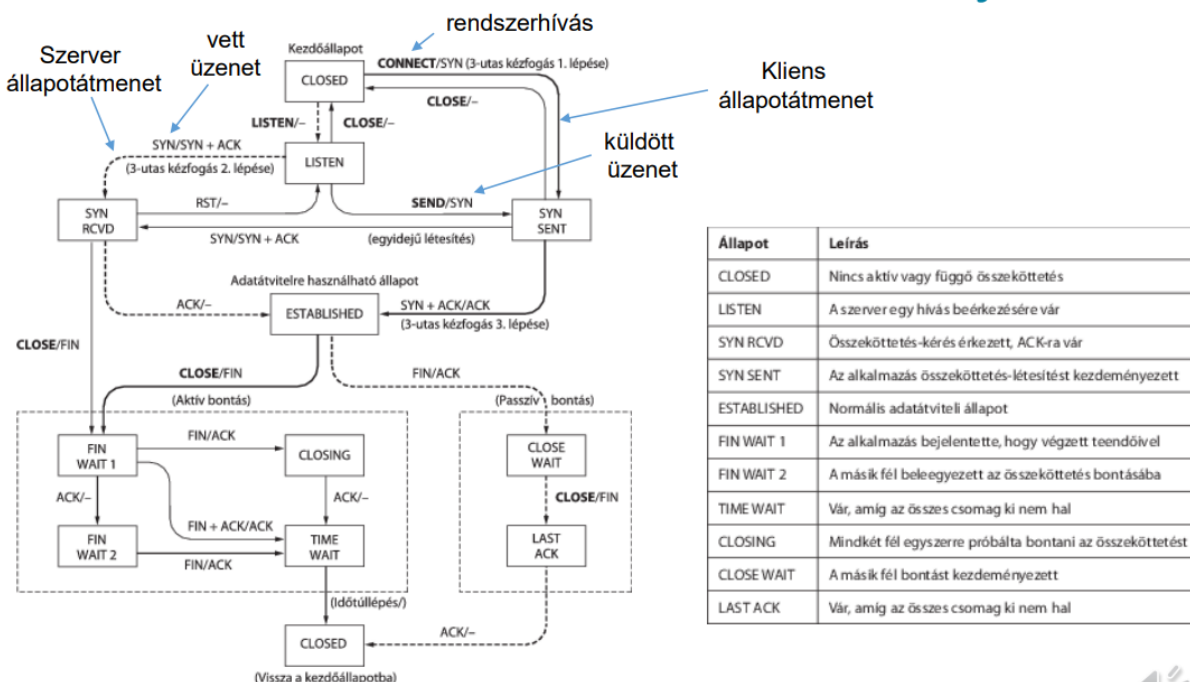 rendszerhívás
Szerver
állapotátmenet
vett
üzenet
Kezdőállapot
CLOSED
CONNECT/SYN (3-utas kézfogás 1. lépése)
CLOSE/–
Kliens
állapotátmenet
LISTEN/–
CLOSE/–
SYN/SYN + ACK
(3-utas kézfogás 2. lépése)
LISTEN
küldött
üzenet
RST/–
SEND/SYN
SYN
RCVD
SYN
SENT
SYN/SYN + ACK
(egyidejű létesítés)
Adatátvitelre használható állapot
ACK/–
ESTABLISHED
SYN + ACK/ACK
(3-utas kézfogás 3. lépése)
CLOSE/FIN
CLOSE/FIN
FIN/ACK
(Aktív bontás)
(Passzív bontás)
FIN
WAIT 1
FIN/ACK
CLOSING
CLOSE
WAIT
ACK/–
ACK/–
CLOSE/FIN
FIN + ACK/ACK
FIN
WAIT 2
FIN/ACK
TIME
WAIT
LAST
ACK
(Időtúllépés/)
CLOSED
ACK/–
(Vissza a kezdőállapotba)
Állapot Leírás
CLOSED Nincs aktív vagy függő összeköttetés
LISTEN A szerver egy hívás beérkezésére vár
SYN RCVD Összeköttetés-kérés érkezett, ACK-ra vár
SYN SENT Az alkalmazás összeköttetés-létesítést kezdeményezett
ESTABLISHED Normális adatátviteli állapot
FIN WAIT 1 Az alkalmazás bejelentette, hogy végzett teendőivel
FIN WAIT 2 A másik fél beleegyezett az összeköttetés bontásába
TIME WAIT Vár, amíg az összes csomag ki nem hal
CLOSING Mindkét fél egyszerre próbálta bontani az összeköttetést
CLOSE WAIT A másik fél bontást kezdeményezett
LAST ACK Vár, amíg az összes csomag ki nem hal